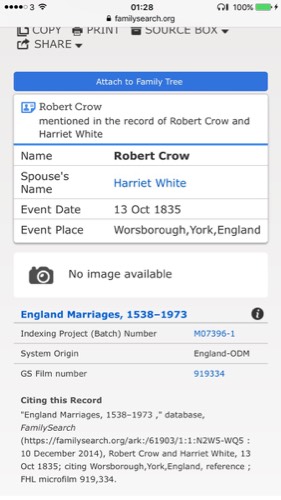 3 01:28 100%
familysearch.org
COPY PRINT SOURCE BOX
SHARE
Attach to Family Tree
Robert Crow
mentioned in the record of Robert Crow and
Harriet White
Name Robert Crow
Spouse's
Name Harriet White
Event Date 13 Oct 1835
Event Place Worsborough,York,England
No image available
England Marriages, 1538–1973
Indexing Project (Batch) Number M07396-1
System Origin England-ODM
GS Film number 919334
Citing this Record
"England Marriages, 1538–1973 ," database,
FamilySearch
(https://familysearch.org/ark:/61903/1:1:N2W5-WQ5 :
10 December 2014), Robert Crow and Harriet White, 13
Oct 1835; citing Worsborough,York,England, reference ;
FHL microfilm 919,334.